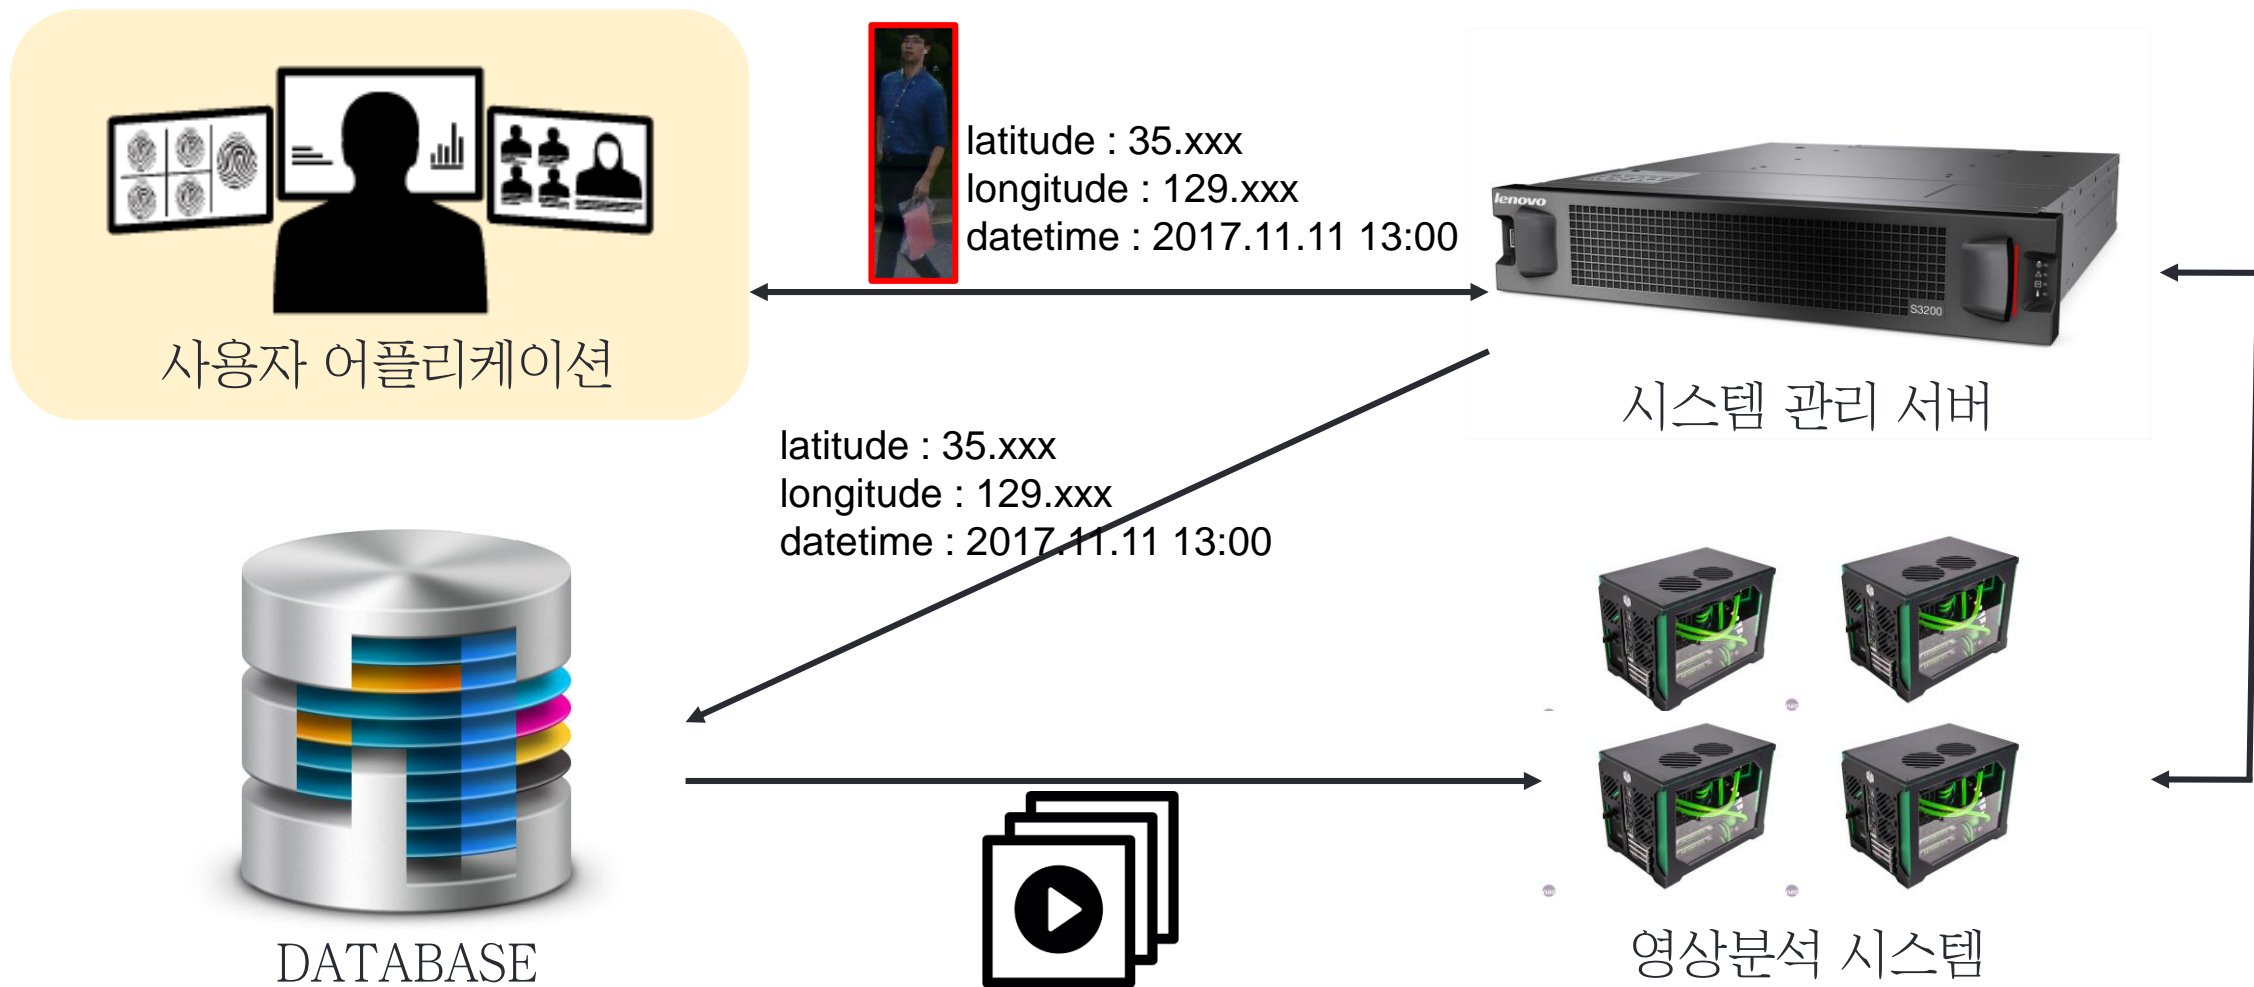 latitude : 35.xxx
longitude : 129.xxx
datetime : 2017.11.11 13:00
lenovo
S3200
사용자 어플리케이션
시스템 관리 서버
latitude : 35.xxx
longitude : 129.xxx
datetime : 2017.11.11 13:00
DATABASE
영상분석 시스템